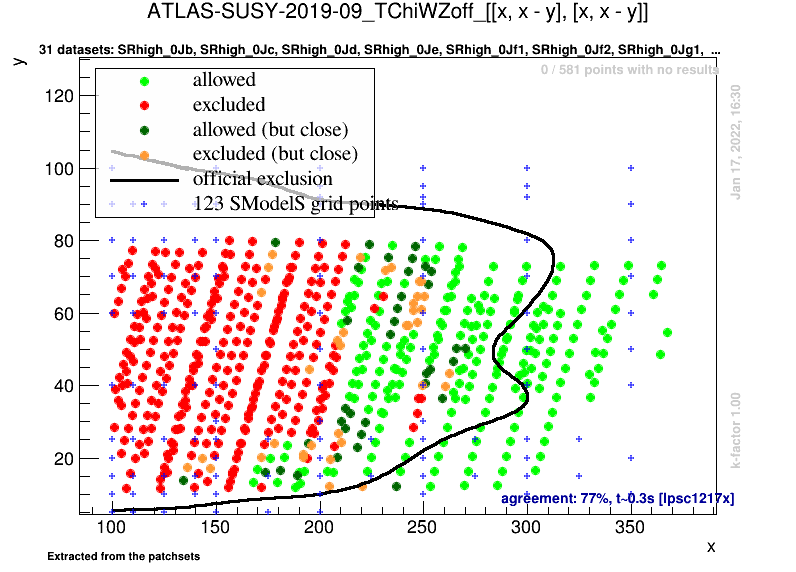 ATLAS-SUSY-2019-09_TChiWZoff_[[x, x - y], [x, x - y]]
31 datasets: SRhigh_0Jb, SRhigh_0Jc, SRhigh_0Jd, SRhigh_0Je, SRhigh_0Jf1, SRhigh_0Jf2, SRhigh_0Jg1, ...
y
0 / 581 points with no results
allowed
excluded
allowed (but close)
excluded (but close)
official exclusion
123 SModelS grid points
120
100
80
60
40
20
100 150 200 250 300 350
x
agreement: 77%, t~0.3s [lpsc1217x]
Jan 17, 2022, 16:30
k-factor 1.00
Extracted from the patchsets